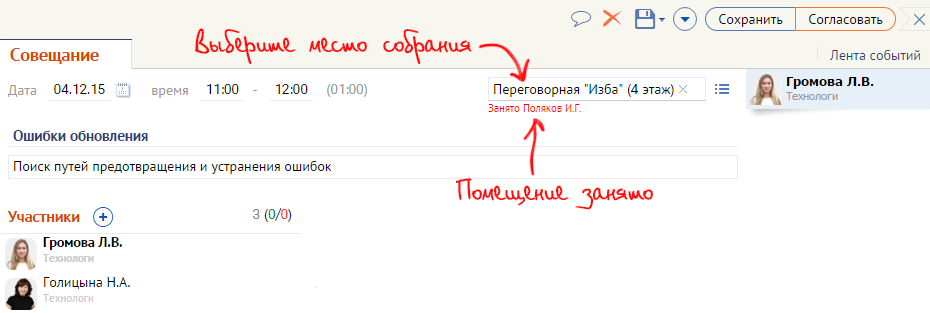 Сохранить Согласовать
Выберите место собрания
Совещание
Лента событий
Дата 04.12.15 время 11:00 - 12:00 (01:00) Переговорная "Изба" (4 этаж)
Громова Л.В.
Технологи
Занято Поляков И.Г.
Ошибки обновления
Поиск путей предотвращения и устранения ошибок
Помещение занято
Участники 3 (0/0)
Громова Л.В.
Технологи
Голицына Н.А.
Технологи